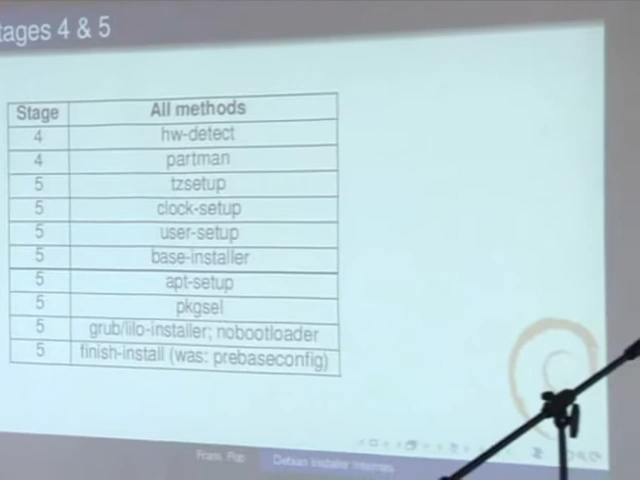 tages 4 & 5
Stage All methods
4 hw-detect
4 partman
5 tzsetup
5 clock-setup
5 user-setup
5 base-installer
5 apt-setup
5 pkgsel
5 grub/lilo-installer; nobootloader
5 finish-install (was: prebaseconfig)
Frans Pop Debian Installer internals